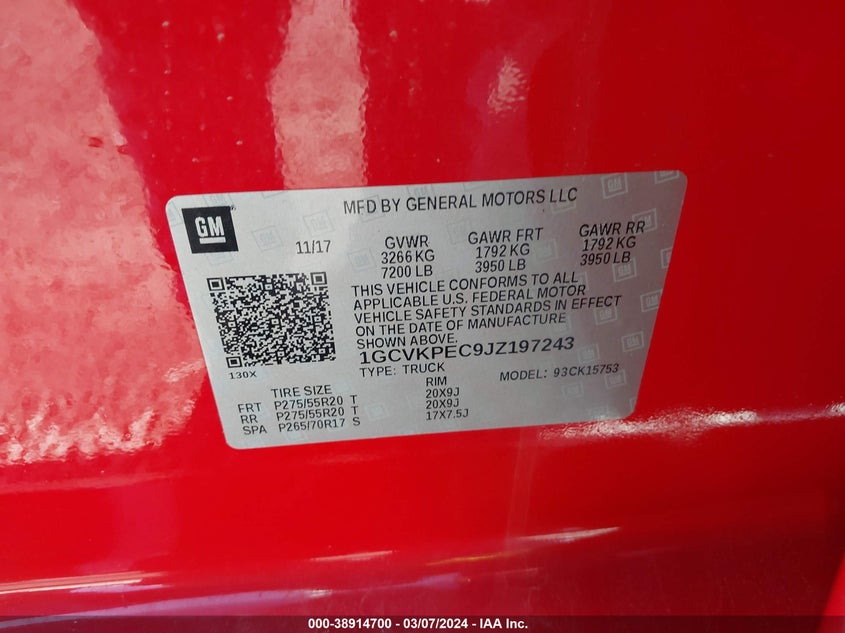 MFD BY GENERAL MOTORS LLC
GM
11/17
GVWR GAWR FRT GAWR RR
3266 KG 1792 KG 1792 KG
7200 LB 3950 LB 3950 LB
THIS VEHICLE CONFORMS TO ALL
APPLICABLE U.S. FEDERAL MOTOR
VEHICLE SAFETY STANDARDS IN EFFECT
ON THE DATE OF MANUFACTURE
SHOWN ABOVE.
1GCVKPEC9JZ197243
130X
TYPE: TRUCK MODEL: 93CK15753
TIRE SIZE RIM
FRT P275/55R20 T 20X9J
RR P275/55R20 T 20X9J
SPA P265/70R17 S 17X7.5J
000-38914700 - 03/07/2024 - IAA Inc.